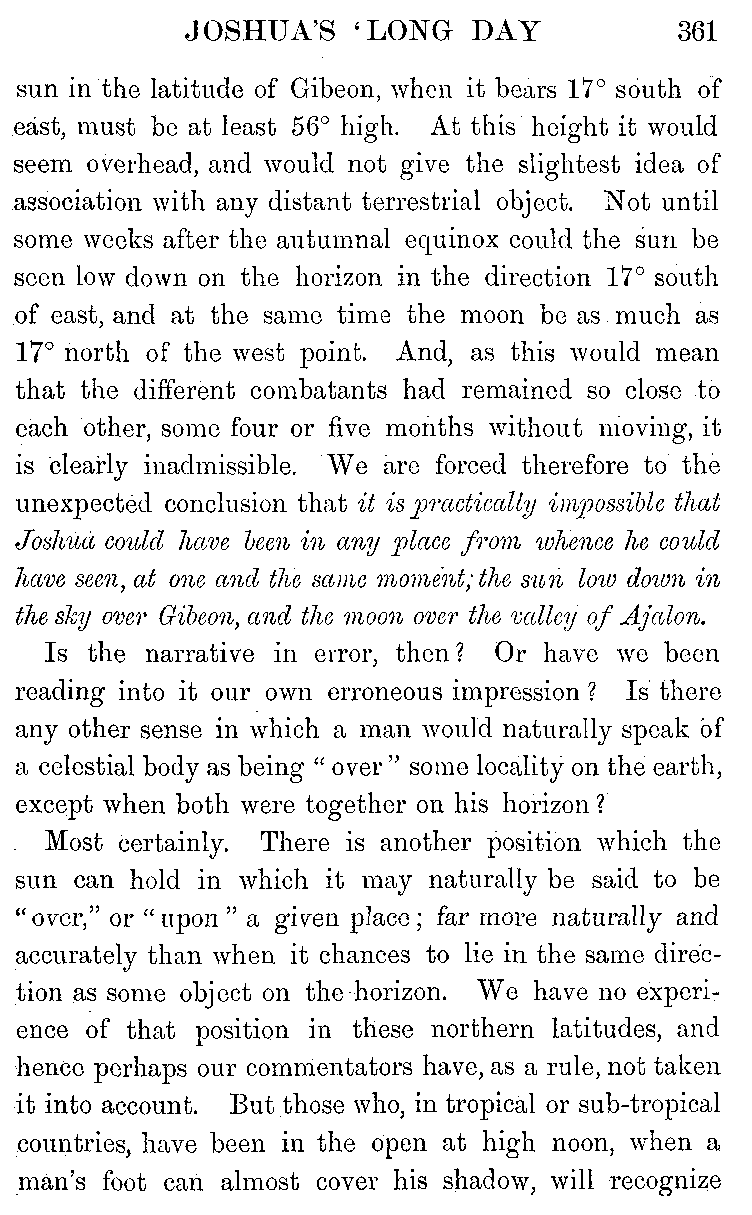 JOSHUA'S 'LONG DAY 361
sun in the latitude of Gibeon, when it bears 17° south of
east, must be at least 56° high. At this height it would
seem overhead, and would not give the slightest idea of
association with any distant terrestrial object. Not until
some weeks after the autumnal equinox could the sun be
seen low down on the horizon in the direction 17° south
of east, and at the same time the moon be as much as
17° north of the west point. And, as this would mean
that the different combatants had remained so close to
each other, some four or five months without moving, it
is clearly inadmissible. We are forced therefore to the
unexpected conclusion that it is practically impossible that
Joshua could have been in any place from whence he could
have seen, at one and the same moment, the sun low down in
the sky over Gibeon, and the moon over the valley of Ajalon.
Is the narrative in error, then? Or have we been
reading into it our own erroneous impression? Is there
any other sense in which a man would naturally speak of
a celestial body as being "over" some locality on the earth,
except when both were together on his horizon?
Most certainly. There is another position which the
sun can hold in which it may naturally be said to be
"over," or "upon" a given place; far more naturally and
accurately than when it chances to lie in the same direc-
tion as some object on the horizon. We have no experi-
ence of that position in these northern latitudes, and
hence perhaps our commentators have, as a rule, not taken
it into account. But those who, in tropical or sub-tropical
countries, have been in the open at high noon, when a
man's foot can almost cover his shadow, will recognize